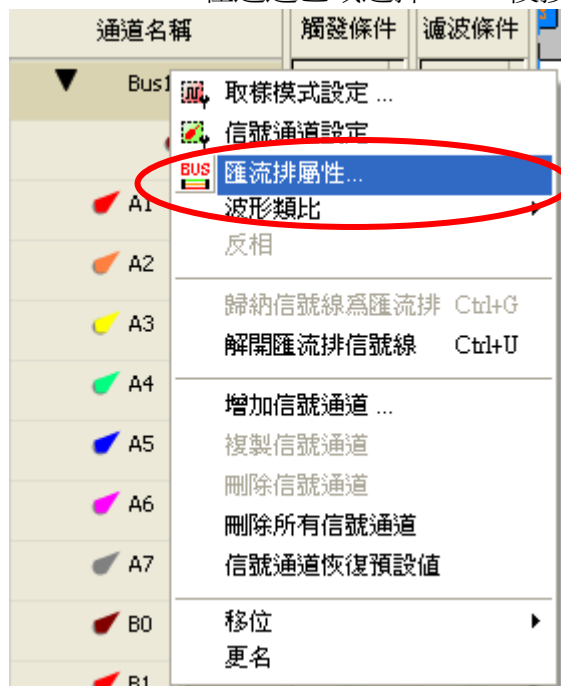 通道名稱 觸發條件 濾波條件
Bus1
取樣模式設定 ...
信號通道設定
BUS 匯流排屬性...
A1 波形類比
反相
A2
歸納信號線爲匯流排 Ctrl+G
A3
解開匯流排信號線 Ctrl+U
A4
增加信號通道 ...
A5 複製信號通道
刪除信號通道
A6
刪除所有信號通道
A7 信號通道恢復預設值
B0 移位
更名
B1